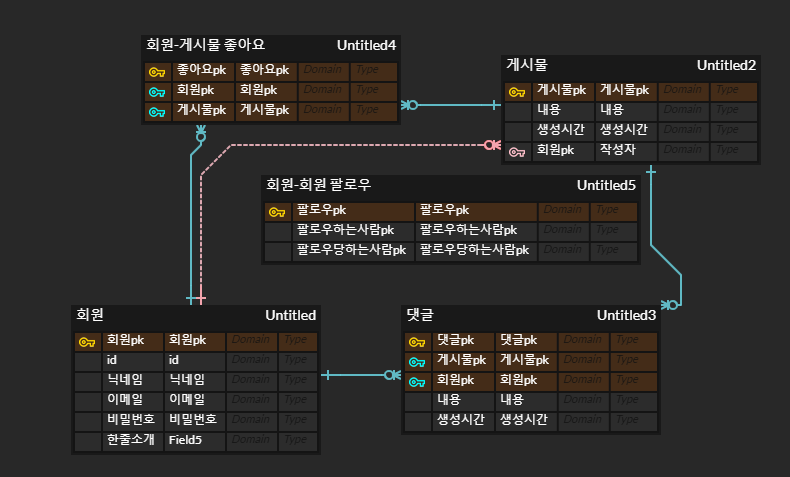 회원-게시물 좋아요 Untitled4
좋아요pk 좋아요pk Domain Type
회원pk 회원pk Domain Type
게시물pk 게시물pk Domain Type
게시물 Untitled2
게시물pk 게시물pk Domain Type
내용 내용 Domain Type
생성시간 생성시간 Domain Type
회원pk 작성자 Domain Type
회원-회원 팔로우 Untitled5
팔로우pk 팔로우pk Domain Type
팔로우하는사람pk 팔로우하는사람pk Domain Type
팔로우당하는사람pk 팔로우당하는사람pk Domain Type
회원 Untitled
회원pk 회원pk Domain Type
id id Domain Type
닉네임 닉네임 Domain Type
이메일 이메일 Domain Type
비밀번호 비밀번호 Domain Type
한줄소개 Field5 Domain Type
댓글 Untitled3
댓글pk 댓글pk Domain Type
게시물pk 게시물pk Domain Type
회원pk 회원pk Domain Type
내용 내용 Domain Type
생성시간 생성시간 Domain Type